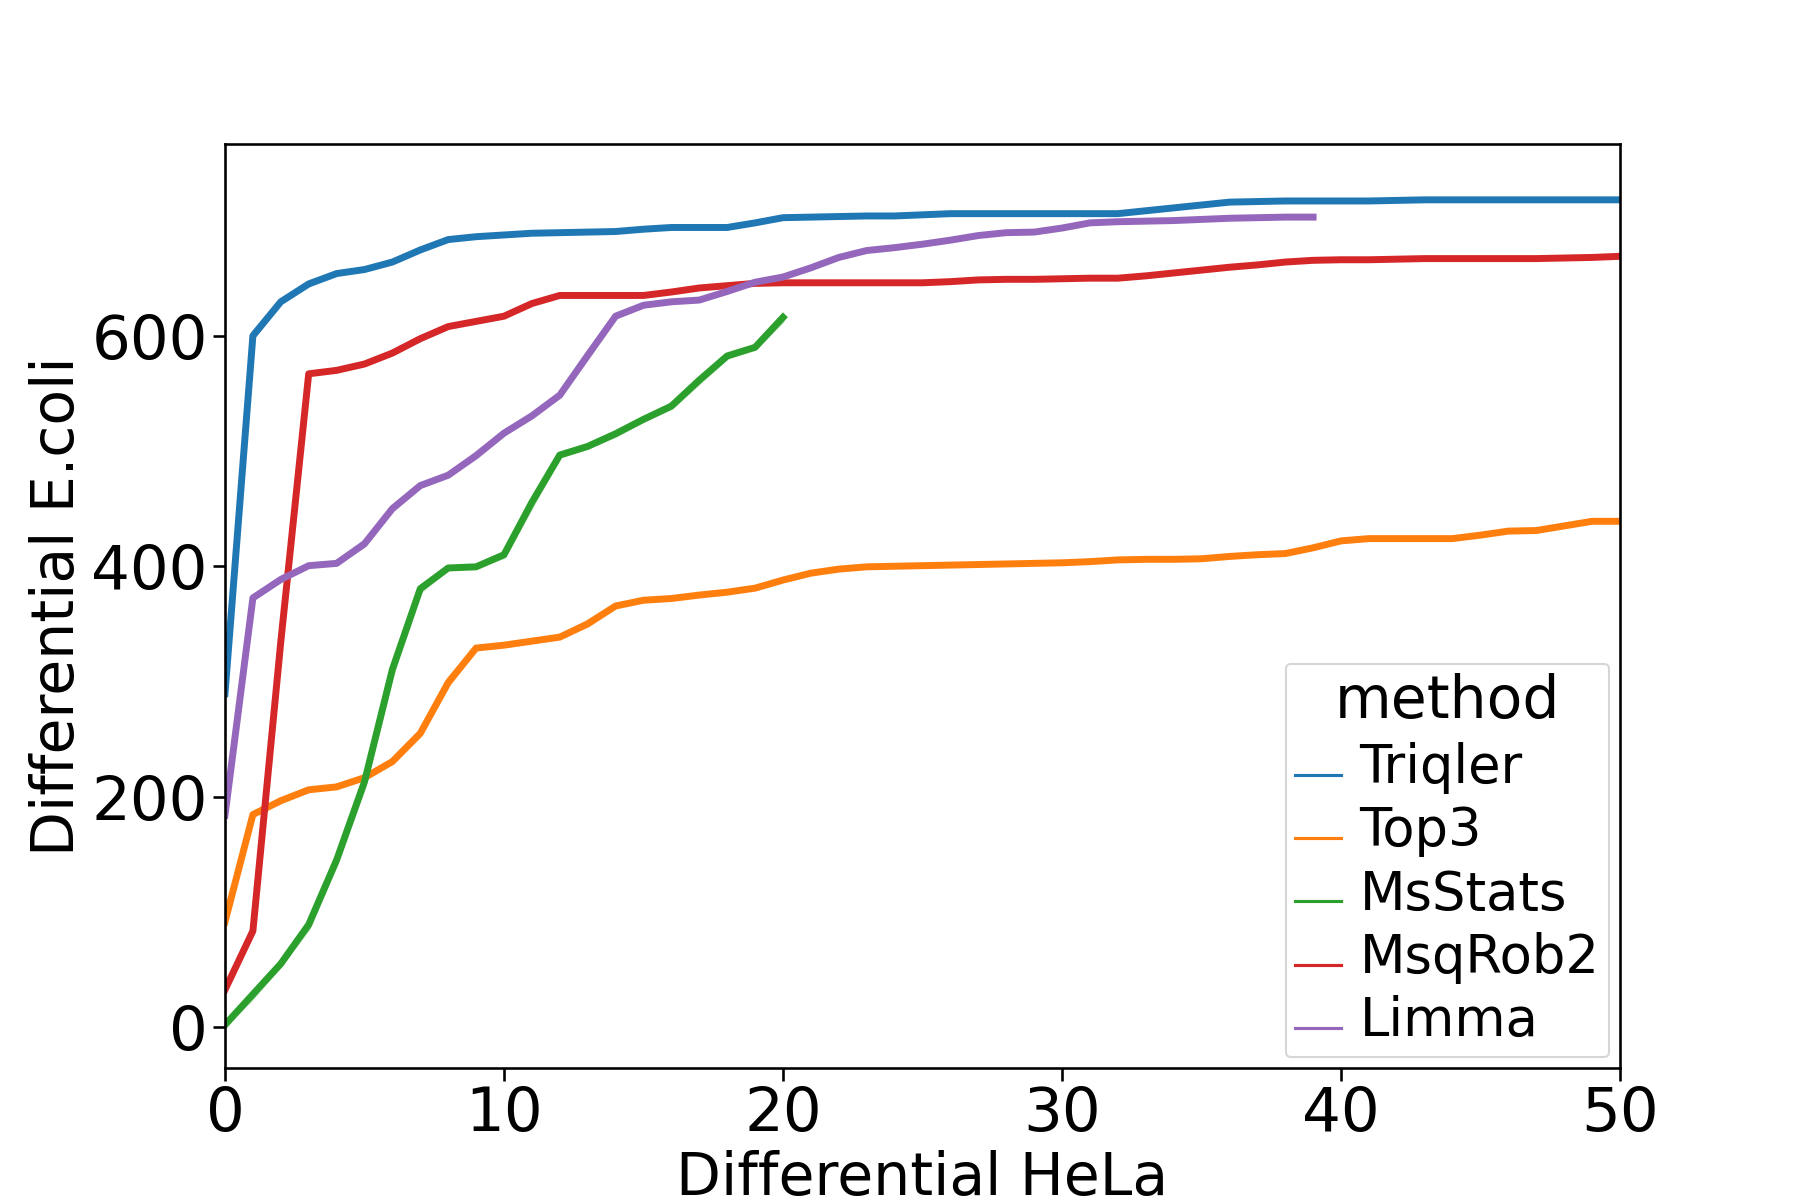 Differential E.coli
600
400
200
0
0 10 20 30 40 50
Differential HeLa
method
Triqler
Top3
MsStats
MsqRob2
Limma